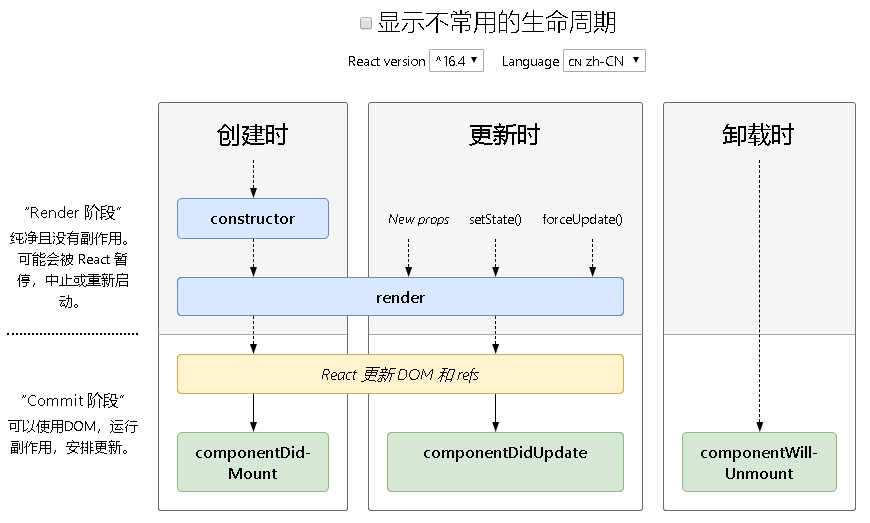 显示不常用的生命周期
React version ^16.4 Language CN zh-CN
创建时 更新时 卸载时
"Render 阶段"
纯净且没有副作用。
可能会被 React 暂
停，中止或重新启
动。
constructor
New props setState() forceUpdate()
render
React 更新 DOM 和 refs
"Commit 阶段"
可以使用DOM，运行
副作用，安排更新。
componentDid-
Mount
componentDidUpdate
componentWill-
Unmount